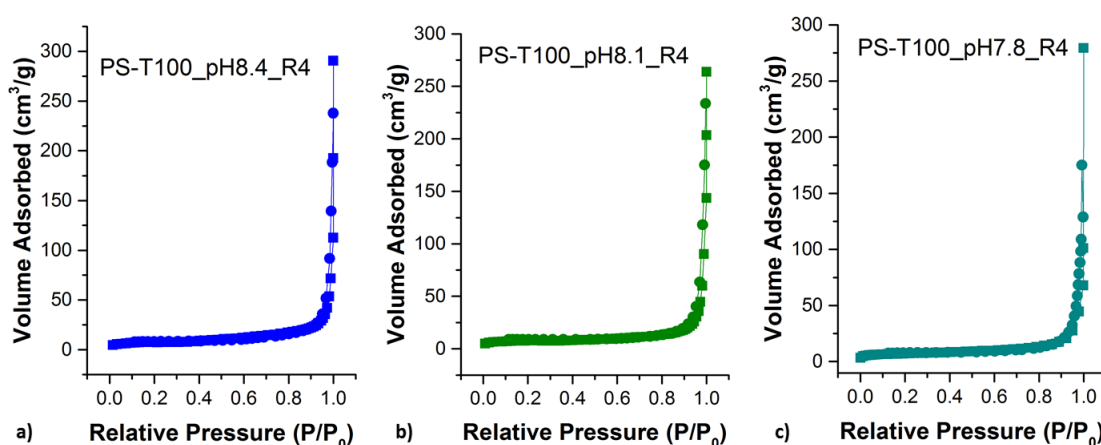 PS-T100_pH8.4_R4
Volume Adsorbed (cm³/g)
300
250
200
150
100
50
0
0.0 0.2 0.4 0.6 0.8 1.0
a) Relative Pressure (P/P₀)
PS-T100_pH8.1_R4
Volume Adsorbed (cm³/g)
300
250
200
150
100
50
0
0.0 0.2 0.4 0.6 0.8 1.0
b) Relative Pressure (P/P₀)
PS-T100_pH7.8_R4
Volume Adsorbed (cm³/g)
300
250
200
150
100
50
0
0.0 0.2 0.4 0.6 0.8 1.0
c) Relative Pressure (P/P₀)